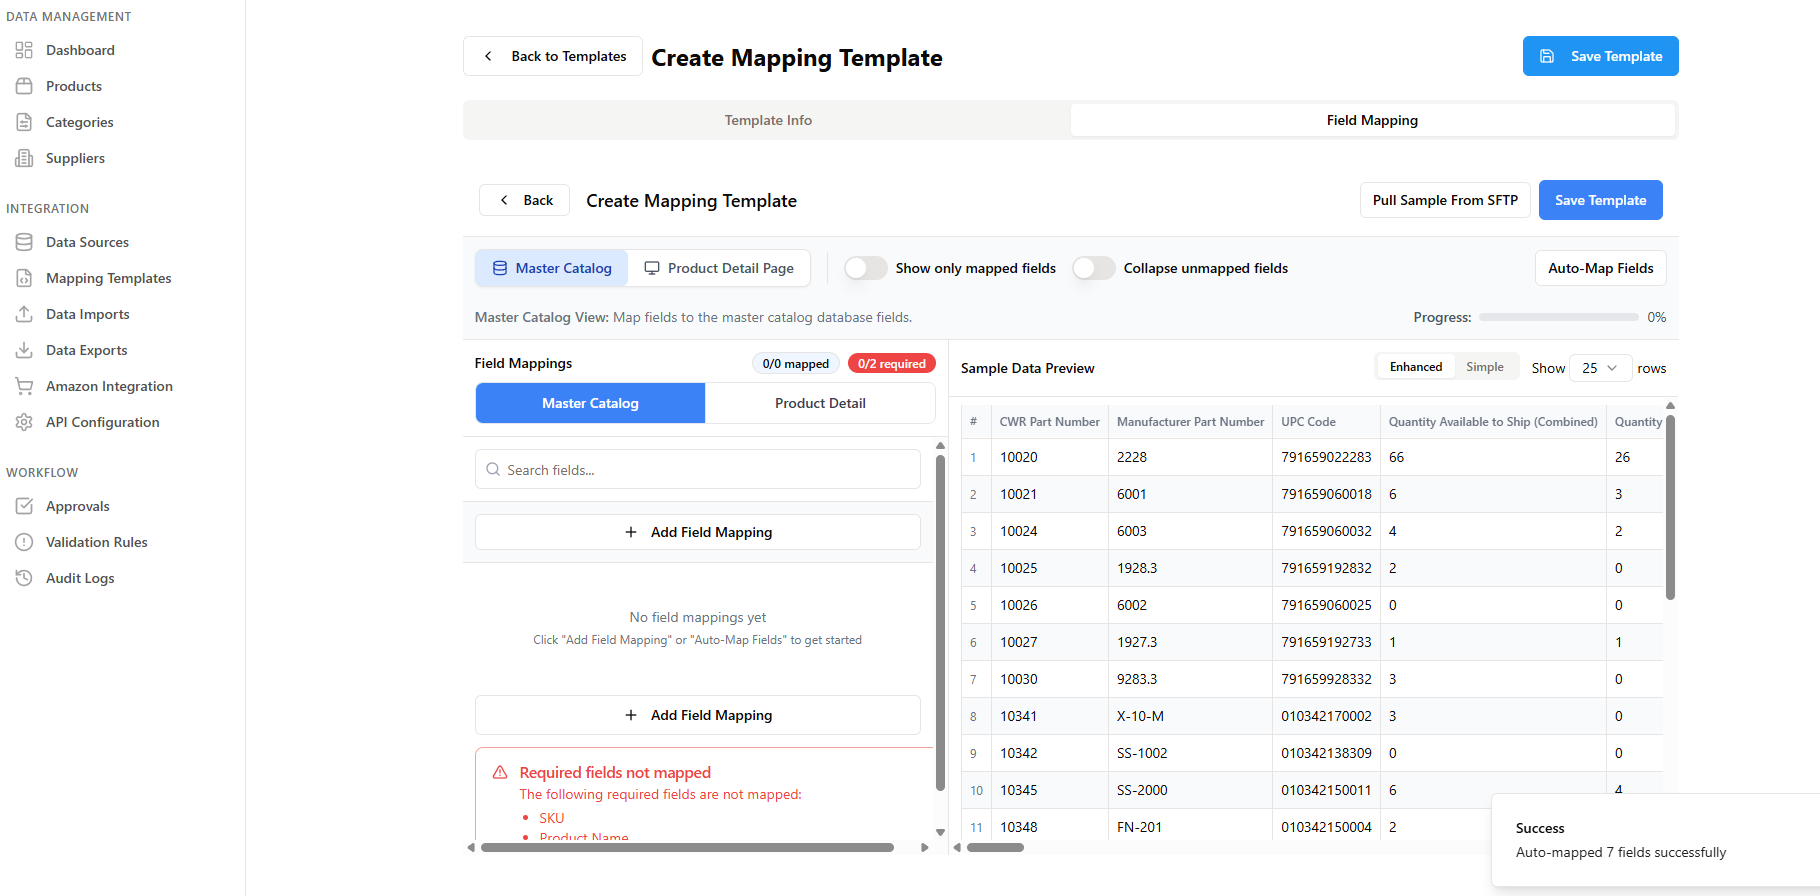 DATA MANAGEMENT
Dashboard
Products
Categories
Suppliers
INTEGRATION
Data Sources
Mapping Templates
Data Imports
Data Exports
Amazon Integration
API Configuration
WORKFLOW
Approvals
Validation Rules
Audit Logs
Back to Templates
Create Mapping Template
Save Template
Template Info
Field Mapping
Back
Create Mapping Template
Pull Sample From SFTP
Save Template
Master Catalog
Product Detail Page
Show only mapped fields
Collapse unmapped fields
Auto-Map Fields
Master Catalog View: Map fields to the master catalog database fields.
Progress: 0%
Field Mappings
0/0 mapped
0/2 required
Master Catalog
Product Detail
Search fields...
Add Field Mapping
No field mappings yet
Click "Add Field Mapping" or "Auto-Map Fields" to get started
Add Field Mapping
Required fields not mapped
The following required fields are not mapped:
SKU
Product Name
Sample Data Preview
Enhanced
Simple
Show 25 rows
# CWR Part Number Manufacturer Part Number UPC Code Quantity Available to Ship (Combined) Quantity
1 10020 2228 791659022283 66 26
2 10021 6001 791659060018 6 3
3 10024 6003 791659060032 4 2
4 10025 1928.3 791659192832 2 0
5 10026 6002 791659060025 0 0
6 10027 1927.3 791659192733 1 1
7 10030 9283.3 791659928332 3 0
8 10341 X-10-M 010342170002 3 0
9 10342 SS-1002 010342138309 0 0
10 10345 SS-2000 010342150011 6 4
11 10348 FN-201 010342150004 2
Success
Auto-mapped 7 fields successfully